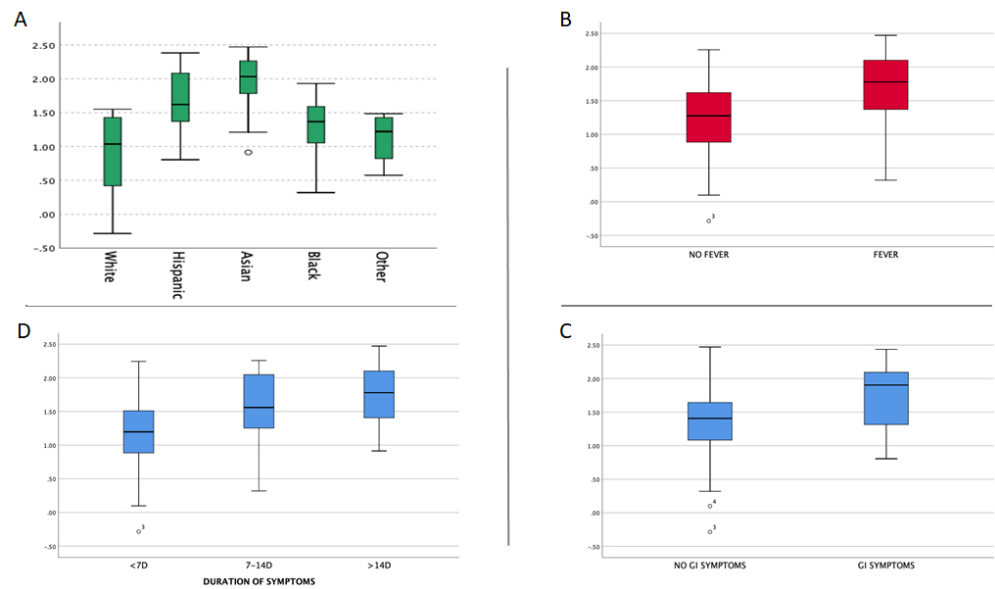 A
2.50
2.00
1.50
1.00
.50
.00
-.50
White
Hispanic
Asian
Black
Other
B
2.50
2.00
1.50
1.00
.50
.00
-.50
3
NO FEVER
FEVER
D
2.50
2.00
1.50
1.00
.50
.00
-.50
3
<7D
7-14D
>14D
DURATION OF SYMPTOMS
C
2.50
2.00
1.50
1.00
.50
.00
-.50
4
3
NO GI SYMPTOMS
GI SYMPTOMS